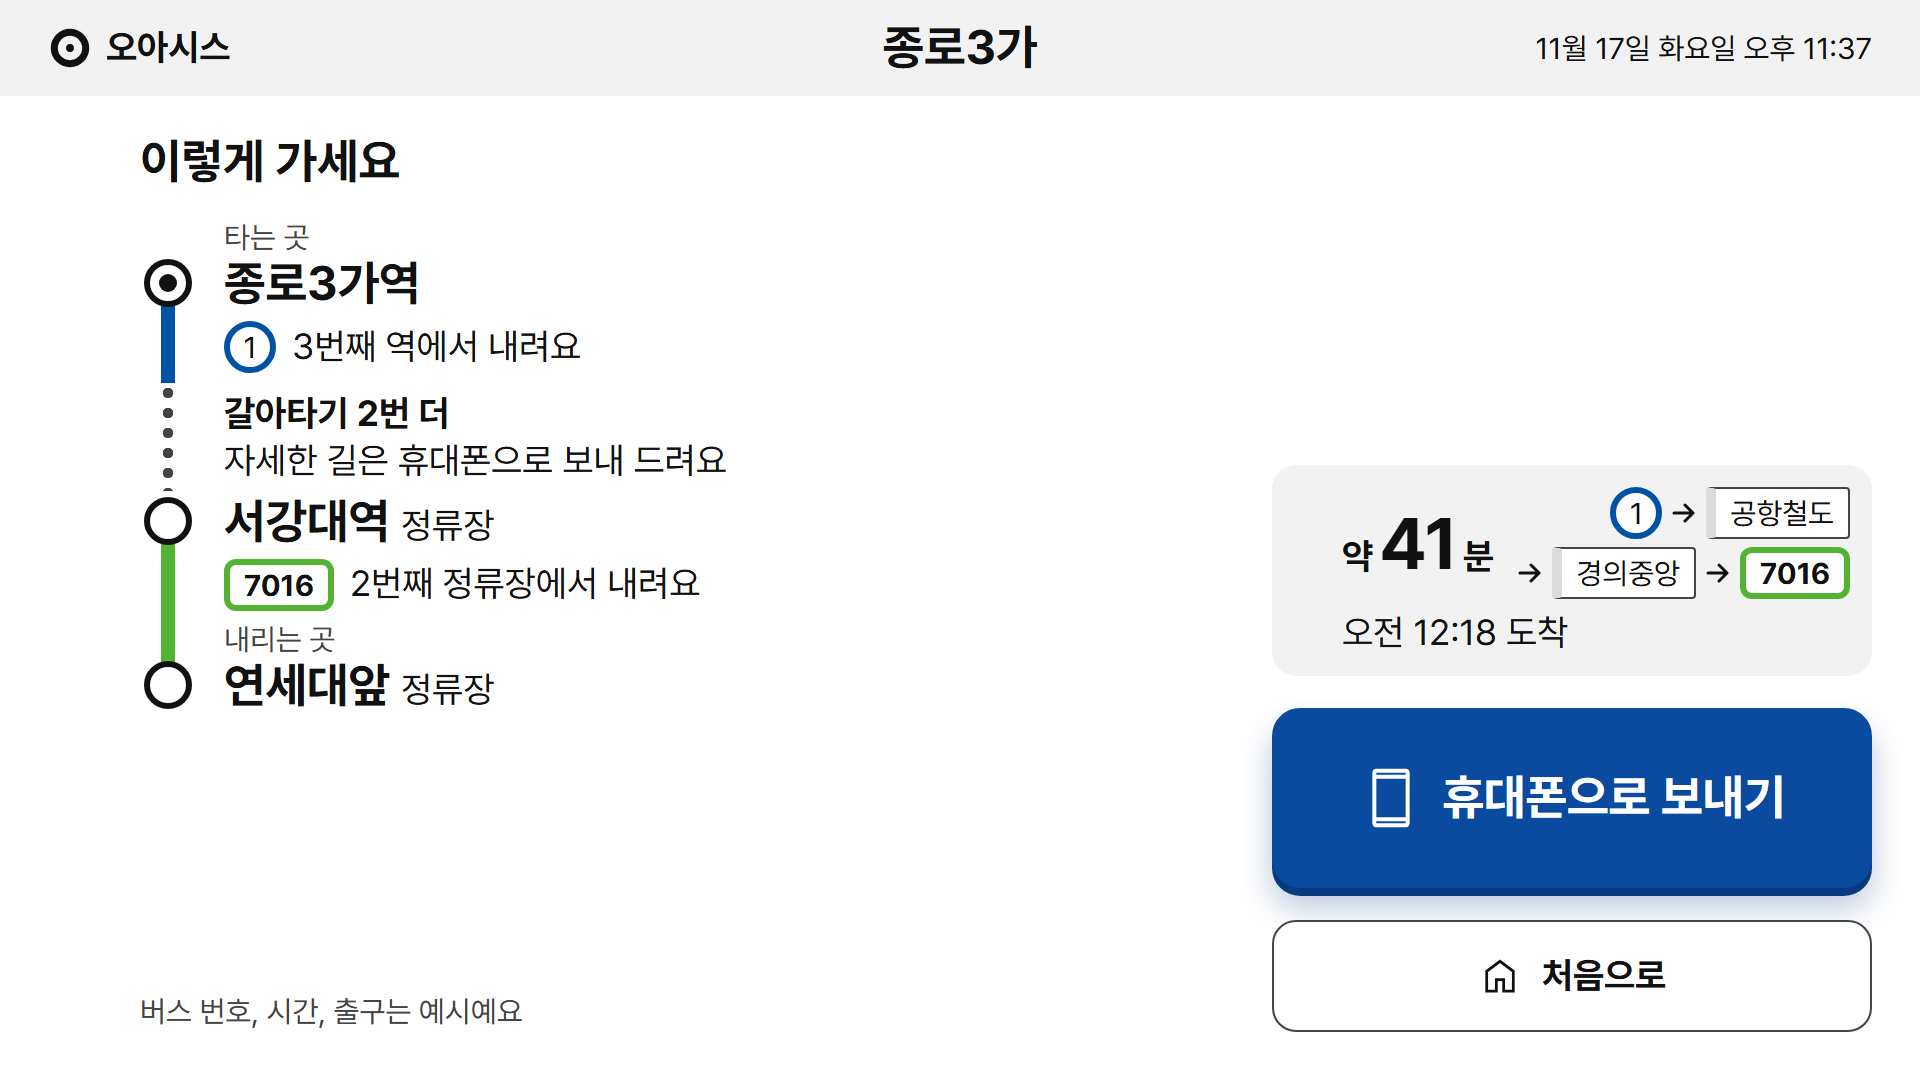 오아시스
종로3가
11월 17일 화요일 오후 11:37
이렇게 가세요
타는 곳
종로3가역
1 3번째 역에서 내려요
갈아타기 2번 더
자세한 길은 휴대폰으로 보내 드려요
서강대역 정류장
7016 2번째 정류장에서 내려요
내리는 곳
연세대앞 정류장
버스 번호, 시간, 출구는 예시예요
약 41 분
1 → 공항철도
→ 경의중앙 → 7016
오전 12:18 도착
휴대폰으로 보내기
처음으로